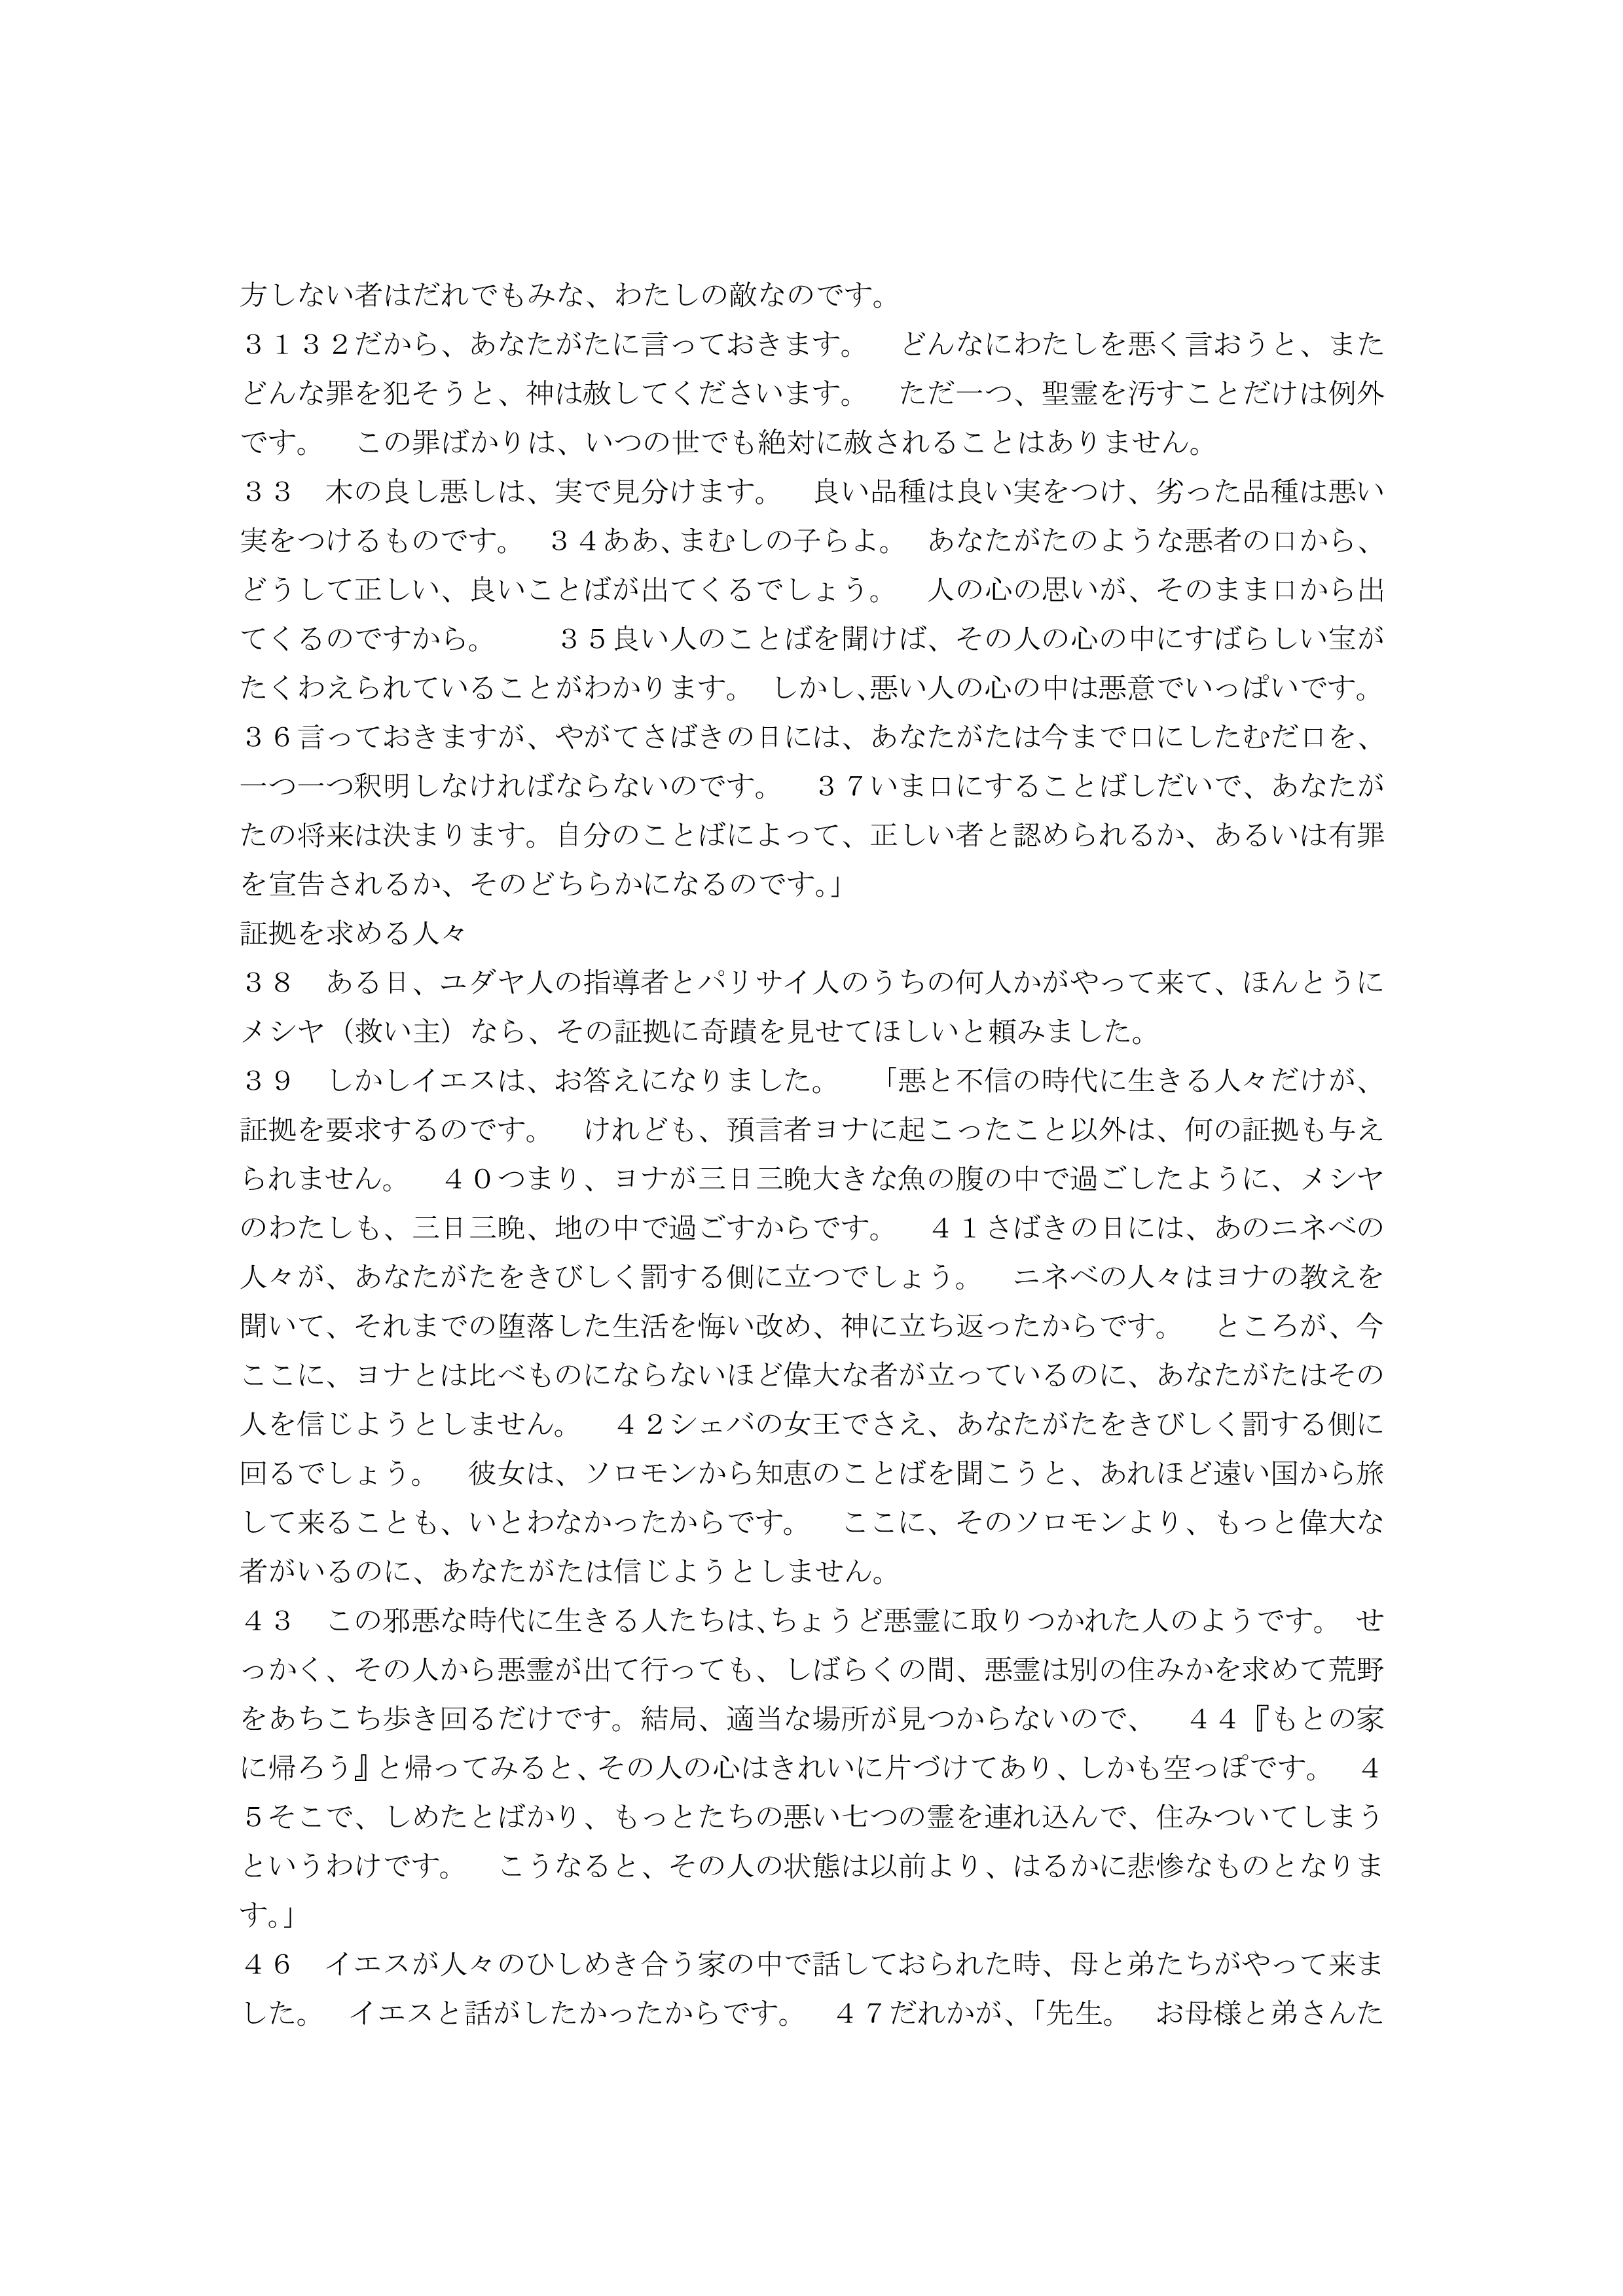 方しない者はだれでもみな、わたしの敵なのです。
３１３２だから、あなたがたに言っておきます。　どんなにわたしを悪く言おうと、また
どんな罪を犯そうと、神は赦してくださいます。　ただ一つ、聖霊を汚すことだけは例外
です。　この罪ばかりは、いつの世でも絶対に赦されることはありません。
３３　木の良し悪しは、実で見分けます。　良い品種は良い実をつけ、劣った品種は悪い
実をつけるものです。　３４ああ、まむしの子らよ。　あなたがたのような悪者の口から、
どうして正しい、良いことばが出てくるでしょう。　人の心の思いが、そのまま口から出
てくるのですから。　　３５良い人のことばを聞けば、その人の心の中にすばらしい宝が
たくわえられていることがわかります。　しかし、悪い人の心の中は悪意でいっぱいです。
３６言っておきますが、やがてさばきの日には、あなたがたは今まで口にしたむだ口を、
一つ一つ釈明しなければならないのです。　３７いま口にすることばしだいで、あなたが
たの将来は決まります。自分のことばによって、正しい者と認められるか、あるいは有罪
を宣告されるか、そのどちらかになるのです。」
証拠を求める人々
３８　ある日、ユダヤ人の指導者とパリサイ人のうちの何人かがやって来て、ほんとうに
メシヤ（救い主）なら、その証拠に奇蹟を見せてほしいと頼みました。
３９　しかしイエスは、お答えになりました。　「悪と不信の時代に生きる人々だけが、
証拠を要求するのです。　けれども、預言者ヨナに起こったこと以外は、何の証拠も与え
られません。　４０つまり、ヨナが三日三晩大きな魚の腹の中で過ごしたように、メシヤ
のわたしも、三日三晩、地の中で過ごすからです。　４１さばきの日には、あのニネベの
人々が、あなたがたをきびしく罰する側に立つでしょう。　ニネベの人々はヨナの教えを
聞いて、それまでの堕落した生活を悔い改め、神に立ち返ったからです。　ところが、今
ここに、ヨナとは比べものにならないほど偉大な者が立っているのに、あなたがたはその
人を信じようとしません。　４２シェバの女王でさえ、あなたがたをきびしく罰する側に
回るでしょう。　彼女は、ソロモンから知恵のことばを聞こうと、あれほど遠い国から旅
して来ることも、いとわなかったからです。　ここに、そのソロモンより、もっと偉大な
者がいるのに、あなたがたは信じようとしません。
４３　この邪悪な時代に生きる人たちは、ちょうど悪霊に取りつかれた人のようです。　せ
っかく、その人から悪霊が出て行っても、しばらくの間、悪霊は別の住みかを求めて荒野
をあちこち歩き回るだけです。結局、適当な場所が見つからないので、　４４『もとの家
に帰ろう』と帰ってみると、その人の心はきれいに片づけてあり、しかも空っぽです。　４
５そこで、しめたとばかり、もっとたちの悪い七つの霊を連れ込んで、住みついてしまう
というわけです。　こうなると、その人の状態は以前より、はるかに悲惨なものとなりま
す。」
４６　イエスが人々のひしめき合う家の中で話しておられた時、母と弟たちがやって来ま
した。　イエスと話がしたかったからです。　４７だれかが、「先生。　お母様と弟さんた